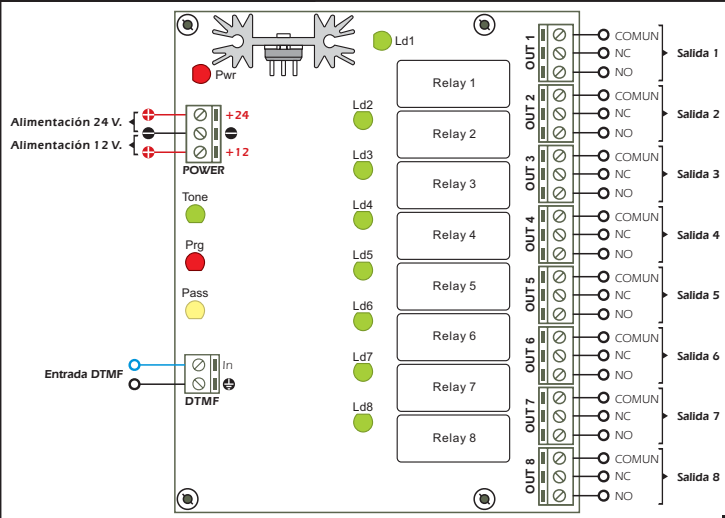 Ld1
Pwr
Alimentación 24 V.
+24
Alimentación 12 V.
+12
POWER
Tone
Prg
Pass
Entrada DTMF
In
DTMF
Ld2
Ld3
Ld4
Ld5
Ld6
Ld7
Ld8
Relay 1
Relay 2
Relay 3
Relay 4
Relay 5
Relay 6
Relay 7
Relay 8
OUT 1
COMUN
NC
NO
Salida 1
OUT 2
COMUN
NC
NO
Salida 2
OUT 3
COMUN
NC
NO
Salida 3
OUT 4
COMUN
NC
NO
Salida 4
OUT 5
COMUN
NC
NO
Salida 5
OUT 6
COMUN
NC
NO
Salida 6
OUT 7
COMUN
NC
NO
Salida 7
OUT 8
COMUN
NC
NO
Salida 8